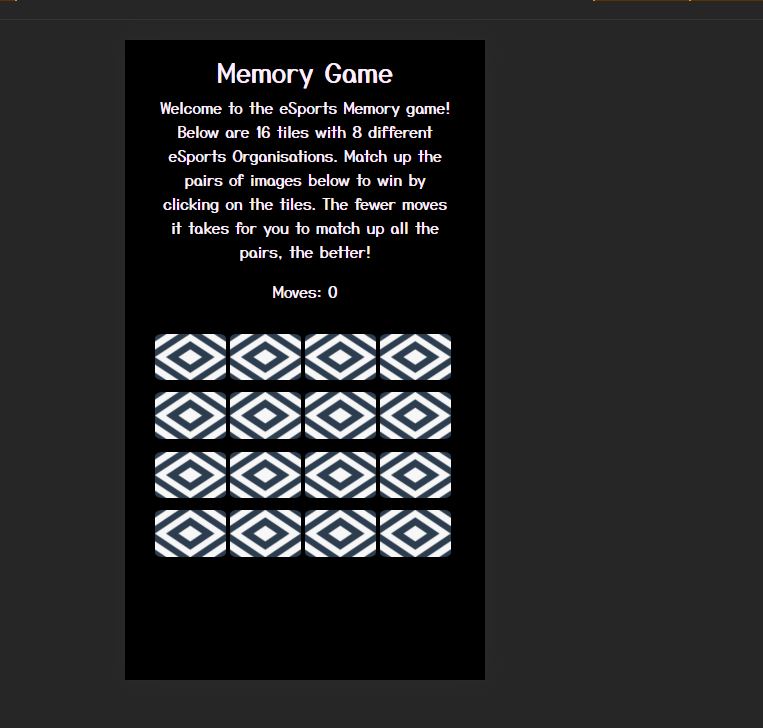 Memory Game
Welcome to the eSports Memory game!
Below are 16 tiles with 8 different
eSports Organisations. Match up the
pairs of images below to win by
clicking on the tiles. The fewer moves
it takes for you to match up all the
pairs, the better!
Moves: 0